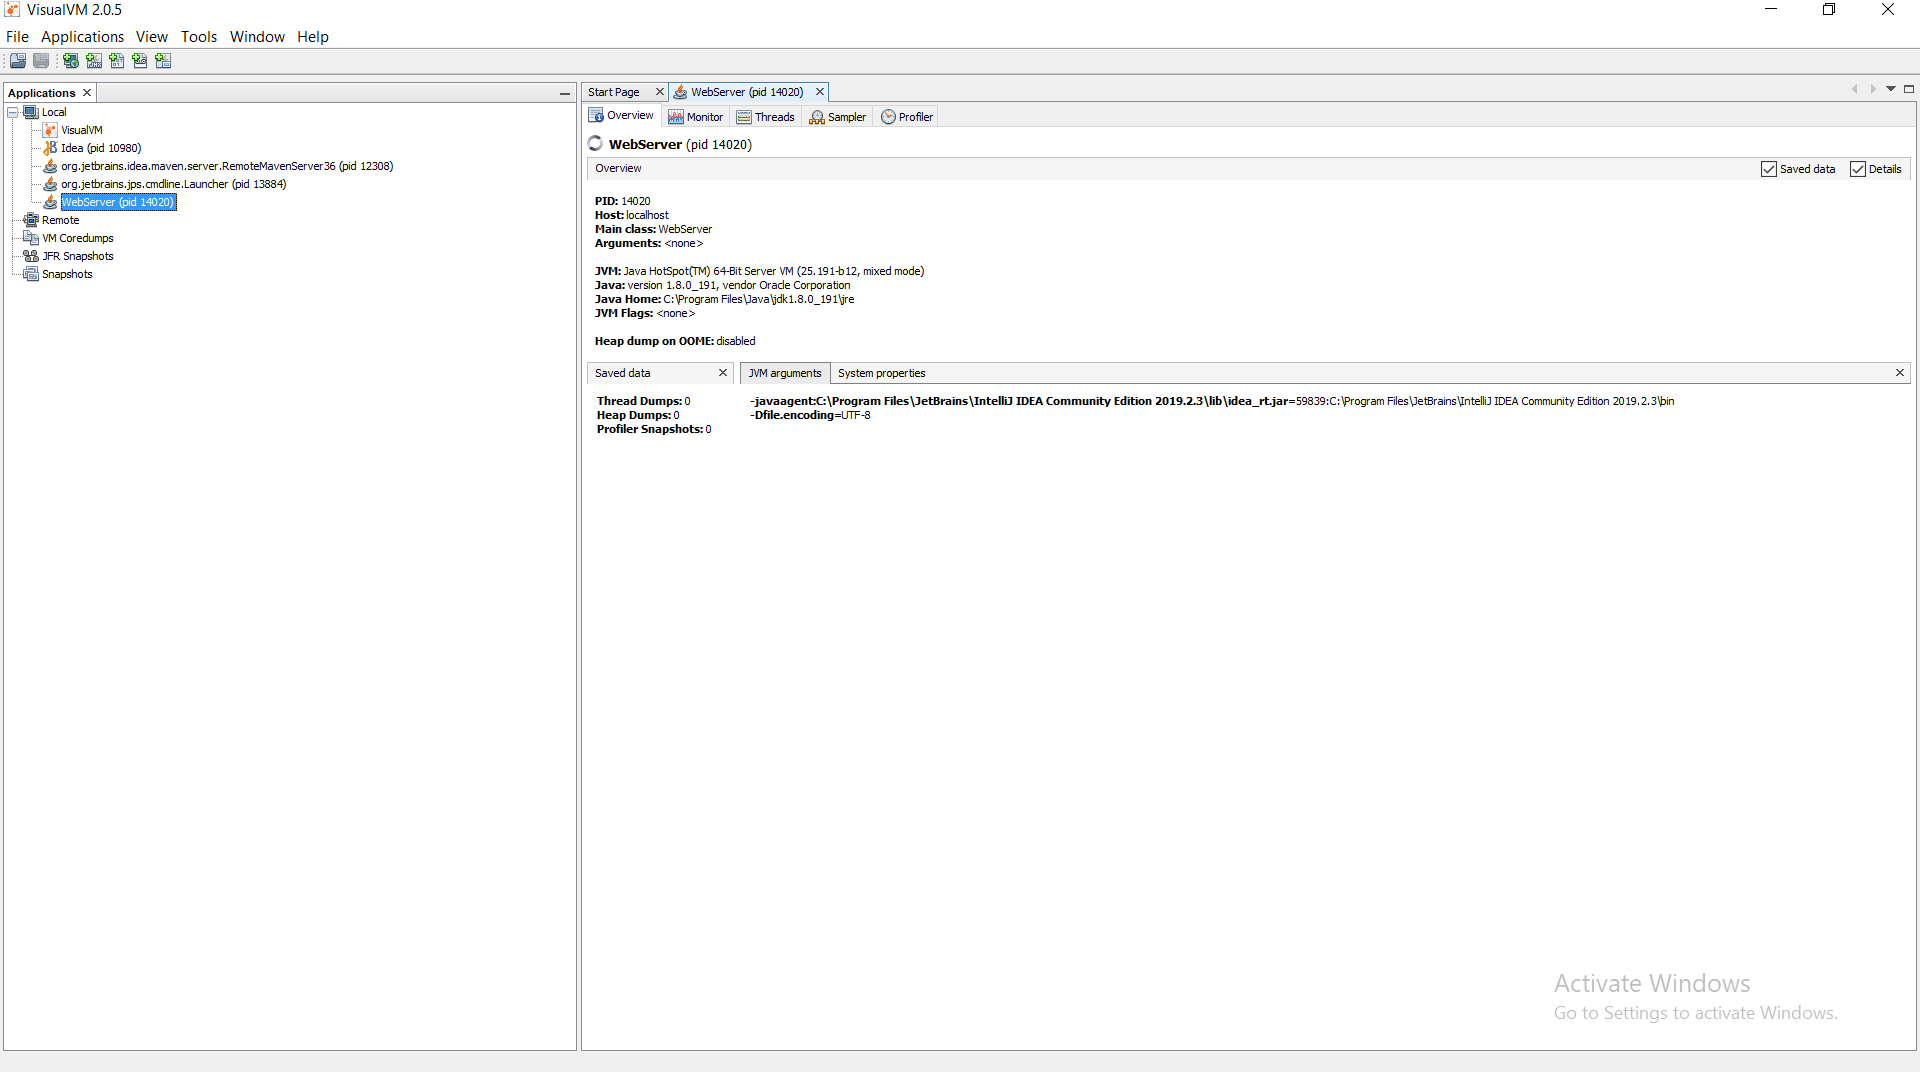 VisualVM 2.0.5
File Applications View Tools Window Help
Applications
Local
VisualVM
Idea (pid 10980)
org.jetbrains.idea.maven.server.RemoteMavenServer36 (pid 12308)
org.jetbrains.jps.cmdline.Launcher (pid 13884)
WebServer (pid 14020)
Remote
VM Coredumps
JFR Snapshots
Snapshots
Start Page WebServer (pid 14020)
Overview Monitor Threads Sampler Profiler
WebServer (pid 14020)
Overview Saved data Details
PID: 14020
Host: localhost
Main class: WebServer
Arguments: <none>
JVM: Java HotSpot(TM) 64-Bit Server VM (25.191-b12, mixed mode)
Java: version 1.8.0_191, vendor Oracle Corporation
Java Home: C:\Program Files\Java\jdk1.8.0_191\jre
JVM Flags: <none>
Heap dump on OOME: disabled
Saved data
Thread Dumps: 0
Heap Dumps: 0
Profiler Snapshots: 0
JVM arguments System properties
-javaagent:C:\Program Files\JetBrains\IntelliJ IDEA Community Edition 2019.2.3\lib\idea_rt.jar=59839:C:\Program Files\JetBrains\IntelliJ IDEA Community Edition 2019.2.3\bin
-Dfile.encoding=UTF-8
Activate Windows
Go to Settings to activate Windows.